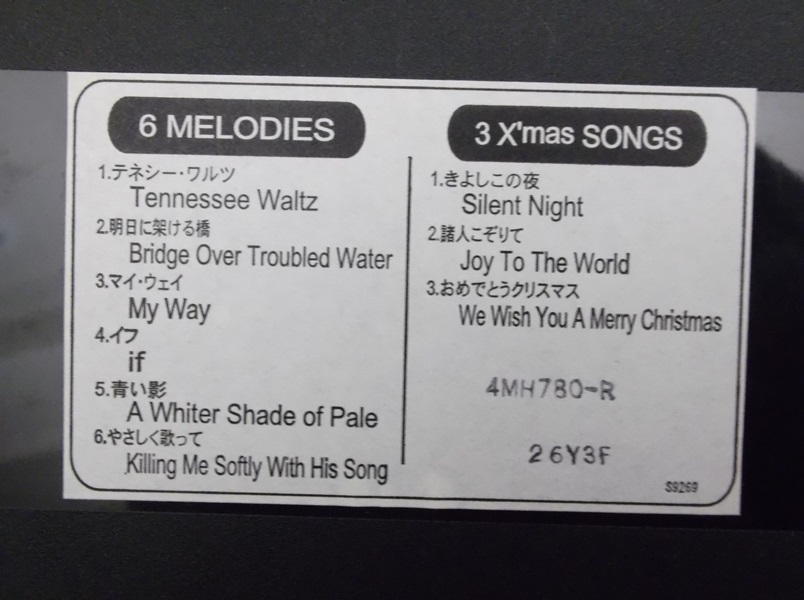 6 MELODIES
1.テネシー・ワルツ
Tennessee Waltz
2.明日に架ける橋
Bridge Over Troubled Water
3.マイ・ウェイ
My Way
4.イフ
if
5.青い影
A Whiter Shade of Pale
6.やさしく歌って
Killing Me Softly With His Song
3 X'mas SONGS
1.きよしこの夜
Silent Night
2.諸人こぞりて
Joy To The World
3.おめでとうクリスマス
We Wish You A Merry Christmas
4MH780-R
26Y3F
S9269